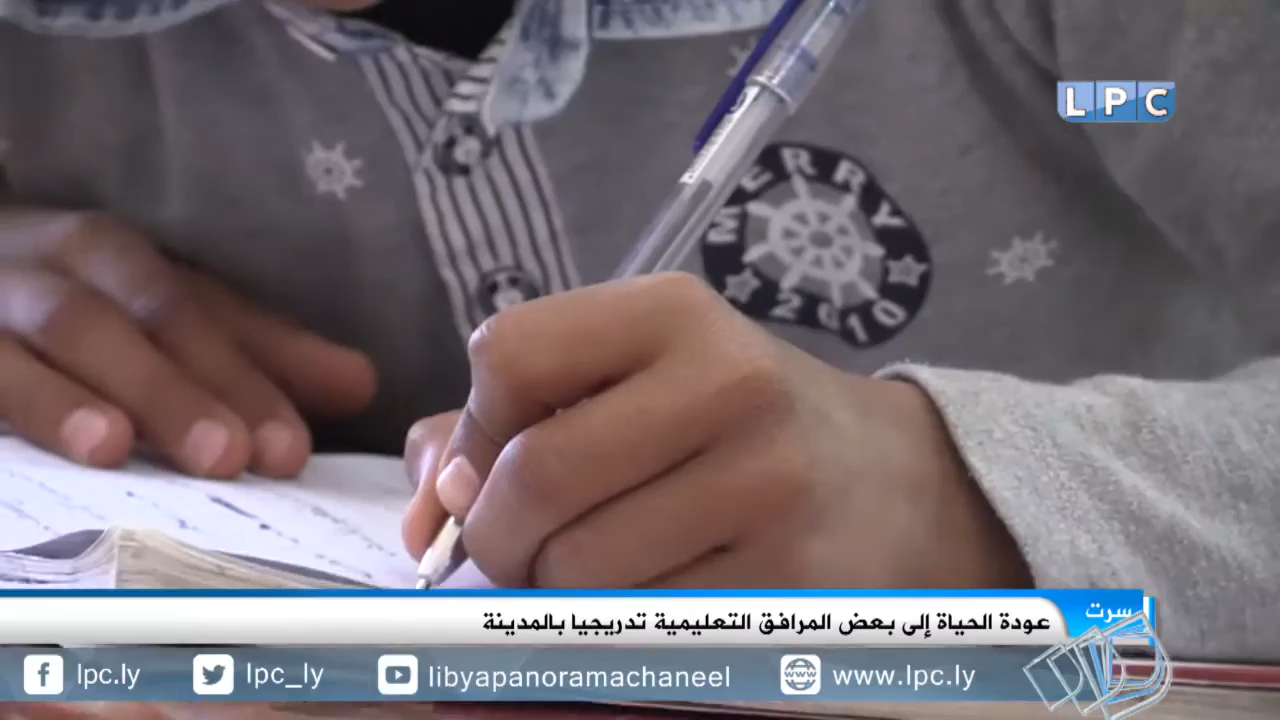 LPC
MERRY
2010
سرت
عودة الحياة إلى بعض المرافق التعليمية تدريجيا بالمدينة
lpc.ly
lpc_ly
libyapanoramachaneel
www.lpc.ly